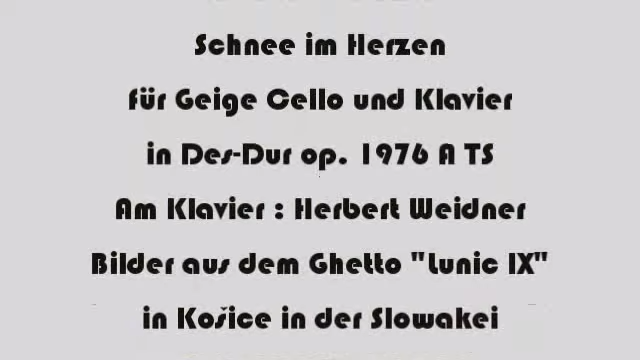 Schnee im Herzen
für Geige Cello und Klavier
in Des-Dur op. 1976 A TS
Am Klavier : Herbert Weidner
Bilder aus dem Ghetto "Lunic IX"
in Košice in der Slowakei